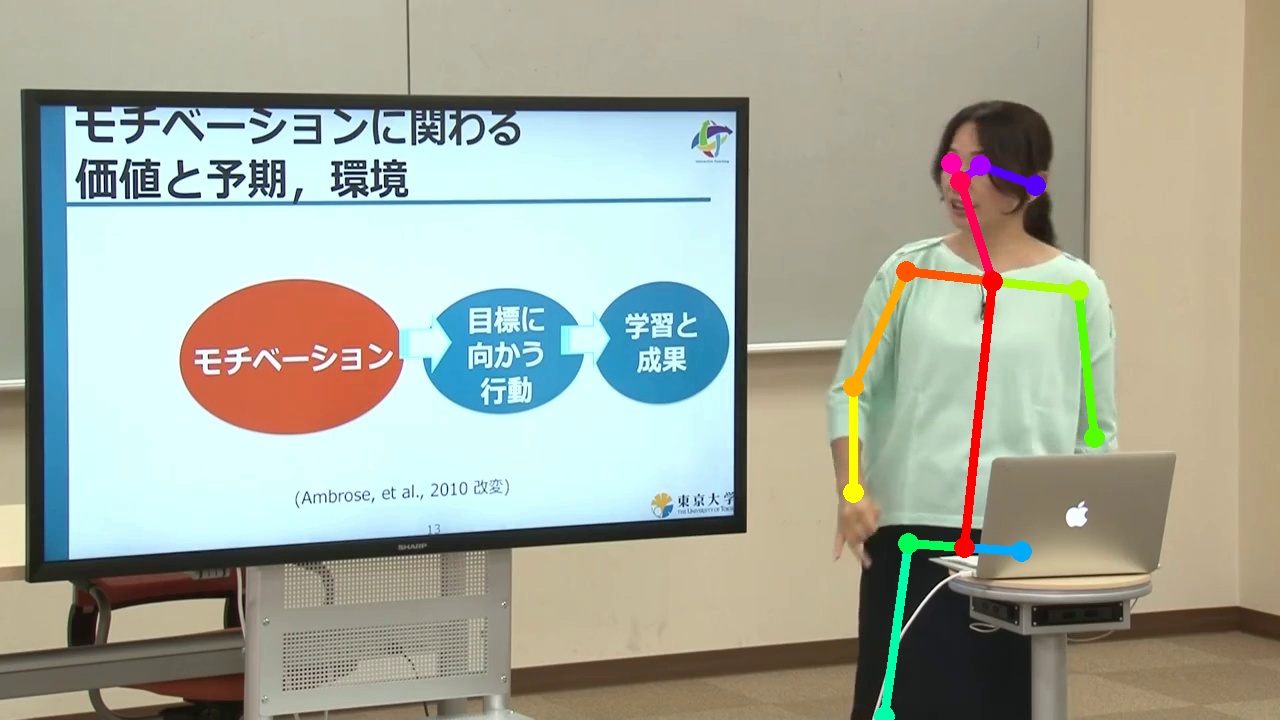 モチベーションに関わる
価値と予期，環境
モチベーション
目標に
向かう
行動
学習と
成果
(Ambrose, et al., 2010 改変)
東京大学
13
SHARP